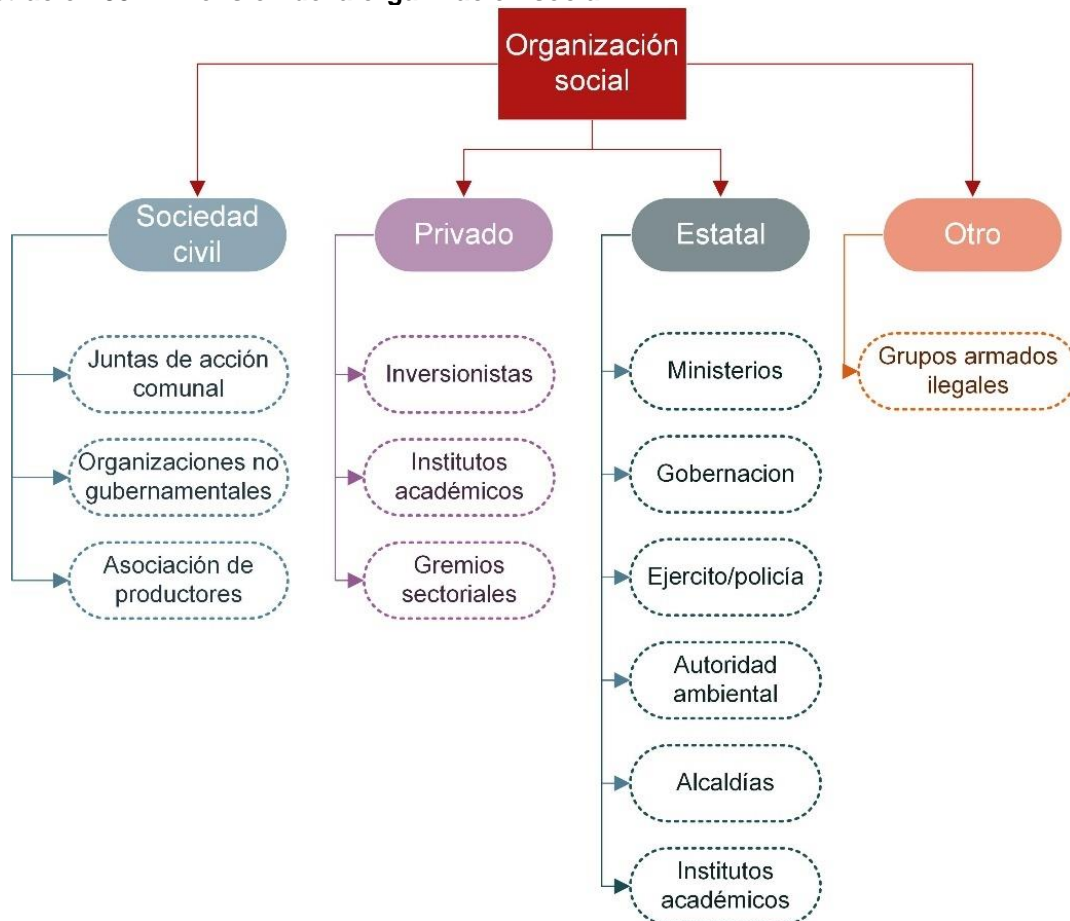 Organización
social
Sociedad
civil
Privado
Estatal
Otro
Juntas de acción
comunal
Organizaciones no
gubernamentales
Asociación de
productores
Inversionistas
Institutos
académicos
Gremios
sectoriales
Ministerios
Gobernacion
Ejercito/policía
Autoridad
ambiental
Alcaldías
Institutos
académicos
Grupos armados
ilegales